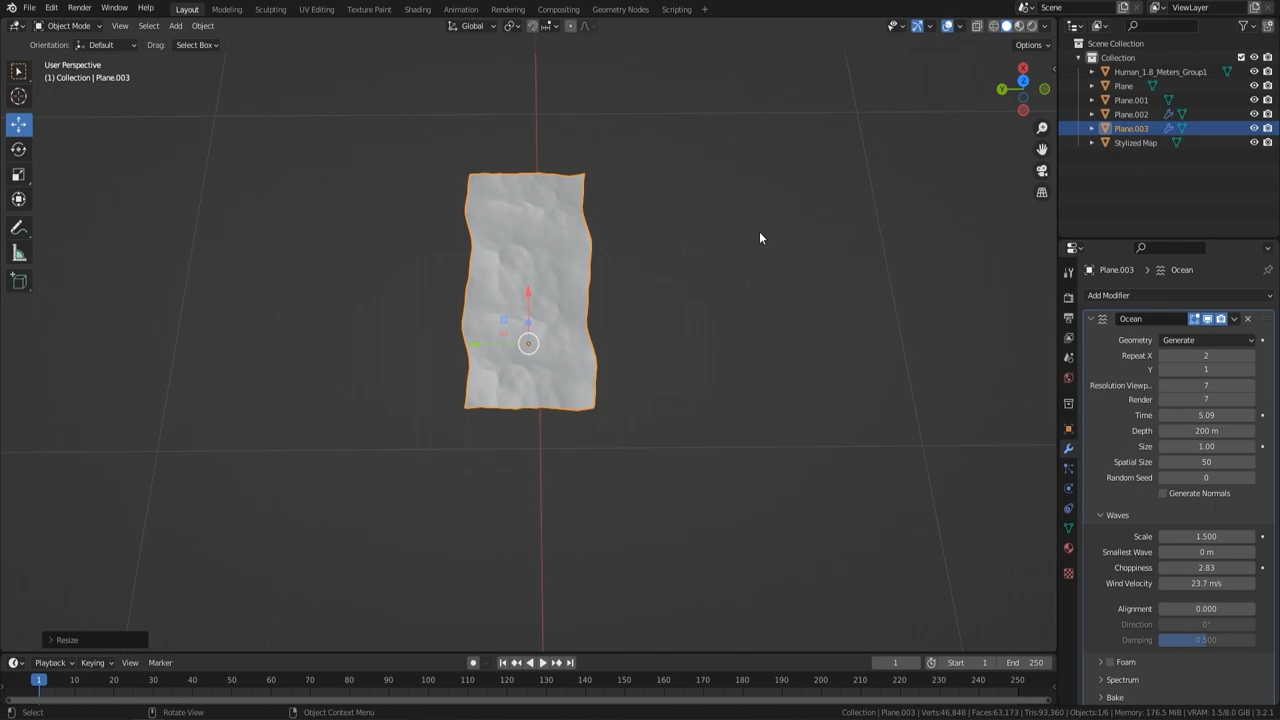 File Edit Render Window Help Layout Modeling Sculpting UV Editing Texture Paint Shading Animation Rendering Compositing Geometry Nodes Scripting + Scene ViewLayer
Object Mode View Select Add Object Global
Orientation: Default Drag: Select Box Options
User Perspective
(1) Collection | Plane.003
Y
Z
Scene Collection
Collection
Human_1.8_Meters_Group1
Plane
Plane.001
Plane.002
Plane.003
Stylized Map
Plane.003 Ocean
Add Modifier
Ocean
Geometry Generate
Repeat X 2
Y 1
Resolution Viewp.. 7
Render 7
Time 5.09
Depth 200 m
Size 1.00
Spatial Size 50
Random Seed 0
Generate Normals
Waves
Scale 1.500
Smallest Wave 0 m
Choppiness 2.83
Wind Velocity 23.7 m/s
Alignment 0.000
Direction 0°
Damping 0.500
Foam
Spectrum
Bake
Resize
Playback Keying View Marker 1 Start 1 End 250
1 10 20 30 40 50 60 70 80 90 100 110 120 130 140 150 160 170 180 190 200 210 220 230 240 250
Select Rotate View Object Context Menu Collection | Plane.003 | Verts:46,848 | Faces:63,173 | Tris:93,360 | Objects:1/6 | Memory: 176.5 MiB | VRAM: 1.5/8.0 GiB | 3.2.1